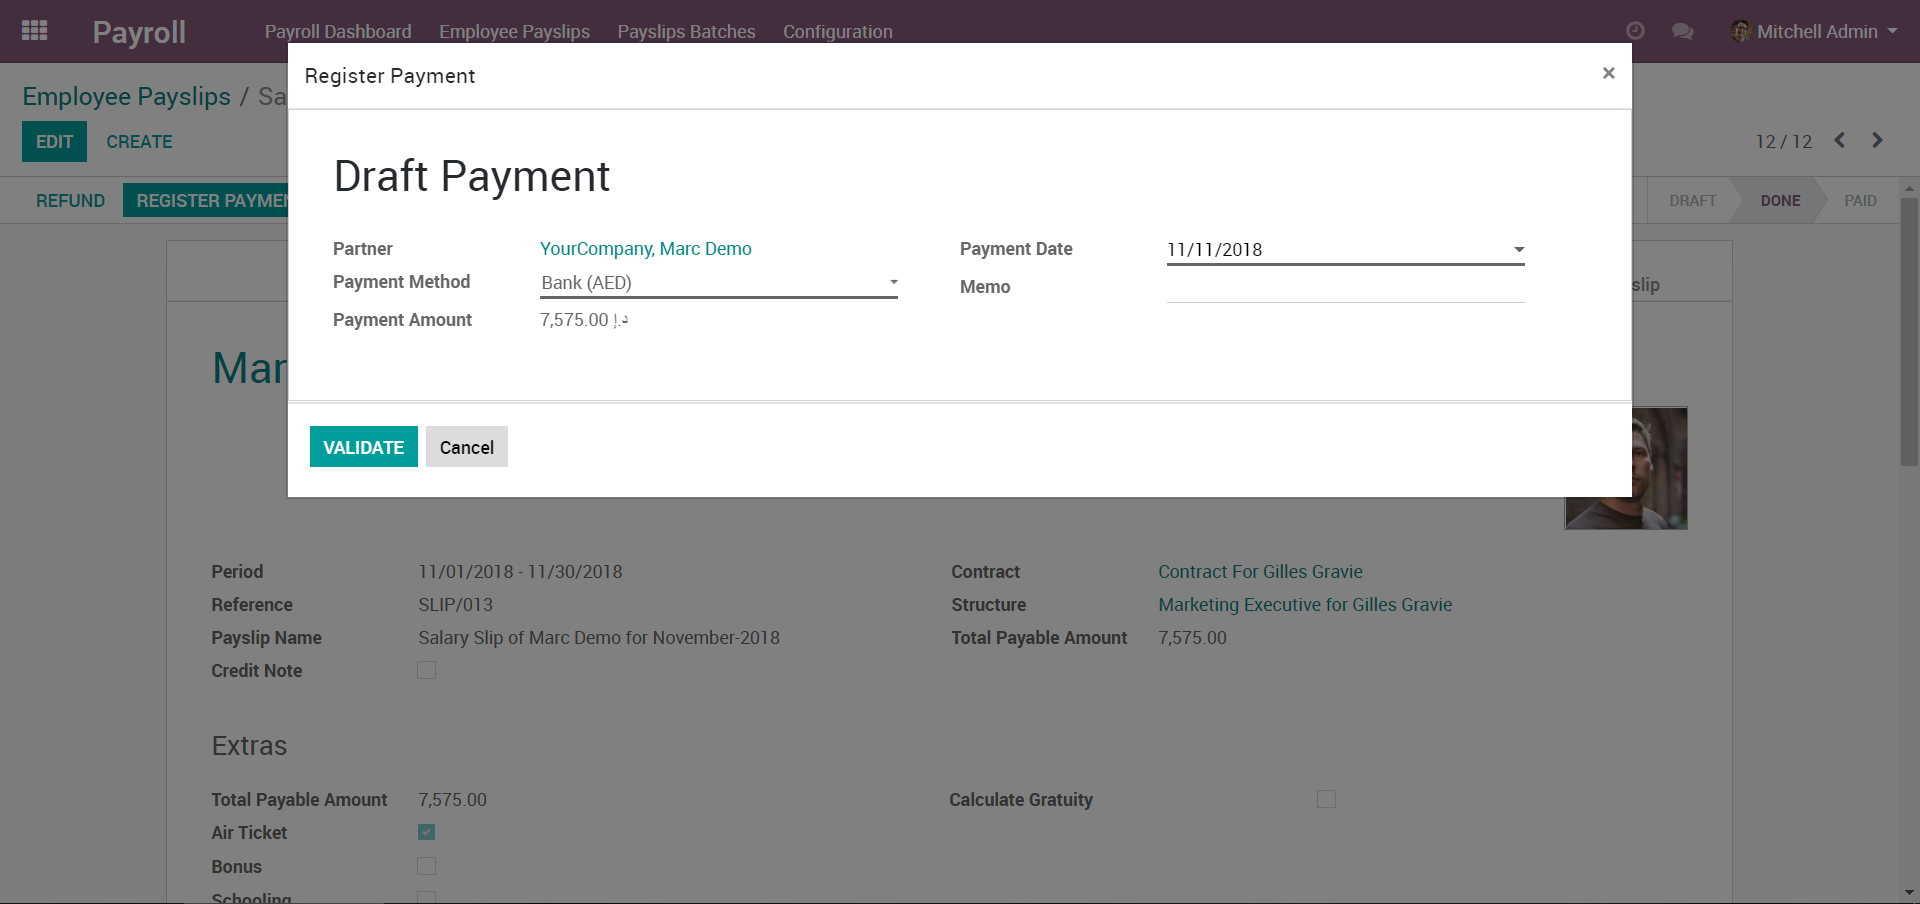 Payroll Payroll Dashboard Employee Payslips Payslips Batches Configuration Mitchell Admin
Register Payment ×
Employee Payslips / Sa
EDIT CREATE 12 / 12
Draft Payment
REFUND REGISTER PAYMEN DRAFT DONE PAID
Partner YourCompany, Marc Demo Payment Date 11/11/2018
Payment Method Bank (AED) Memo
slip
Payment Amount 7,575.00 د.إ
Mar
VALIDATE Cancel
Period 11/01/2018 - 11/30/2018 Contract Contract For Gilles Gravie
Reference SLIP/013 Structure Marketing Executive for Gilles Gravie
Payslip Name Salary Slip of Marc Demo for November-2018 Total Payable Amount 7,575.00
Credit Note
Extras
Total Payable Amount 7,575.00 Calculate Gratuity
Air Ticket
Bonus
Schooling